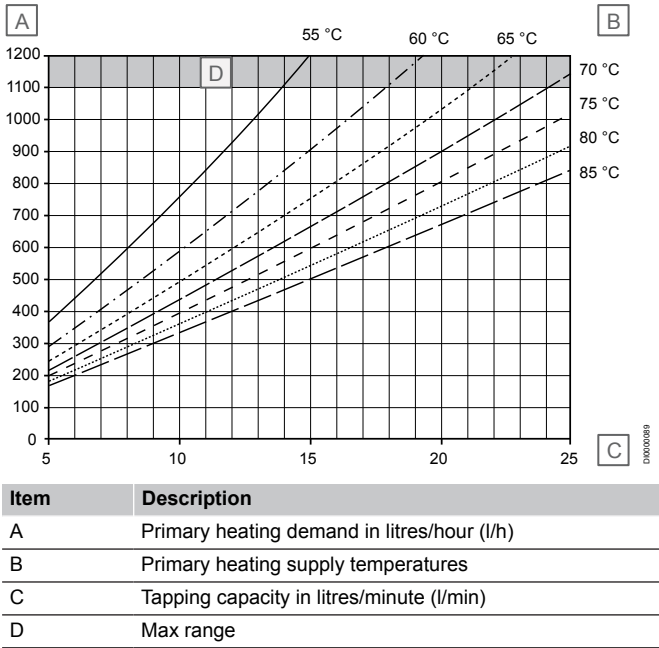 A
B
55 °C
60 °C
65 °C
1200
D
70 °C
1100
75 °C
1000
80 °C
900
85 °C
800
700
600
500
400
300
200
100
0
5
10
15
20
25
C
DI0000089
Item Description
A Primary heating demand in litres/hour (l/h)
B Primary heating supply temperatures
C Tapping capacity in litres/minute (l/min)
D Max range